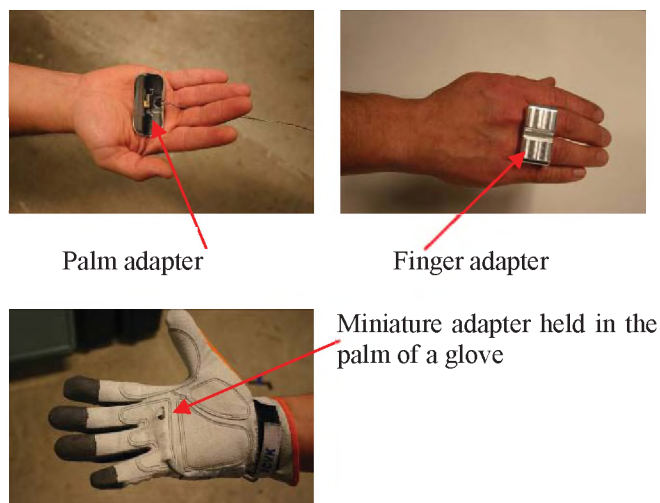 Palm adapter
Finger adapter
Miniature adapter held in the
palm of a glove